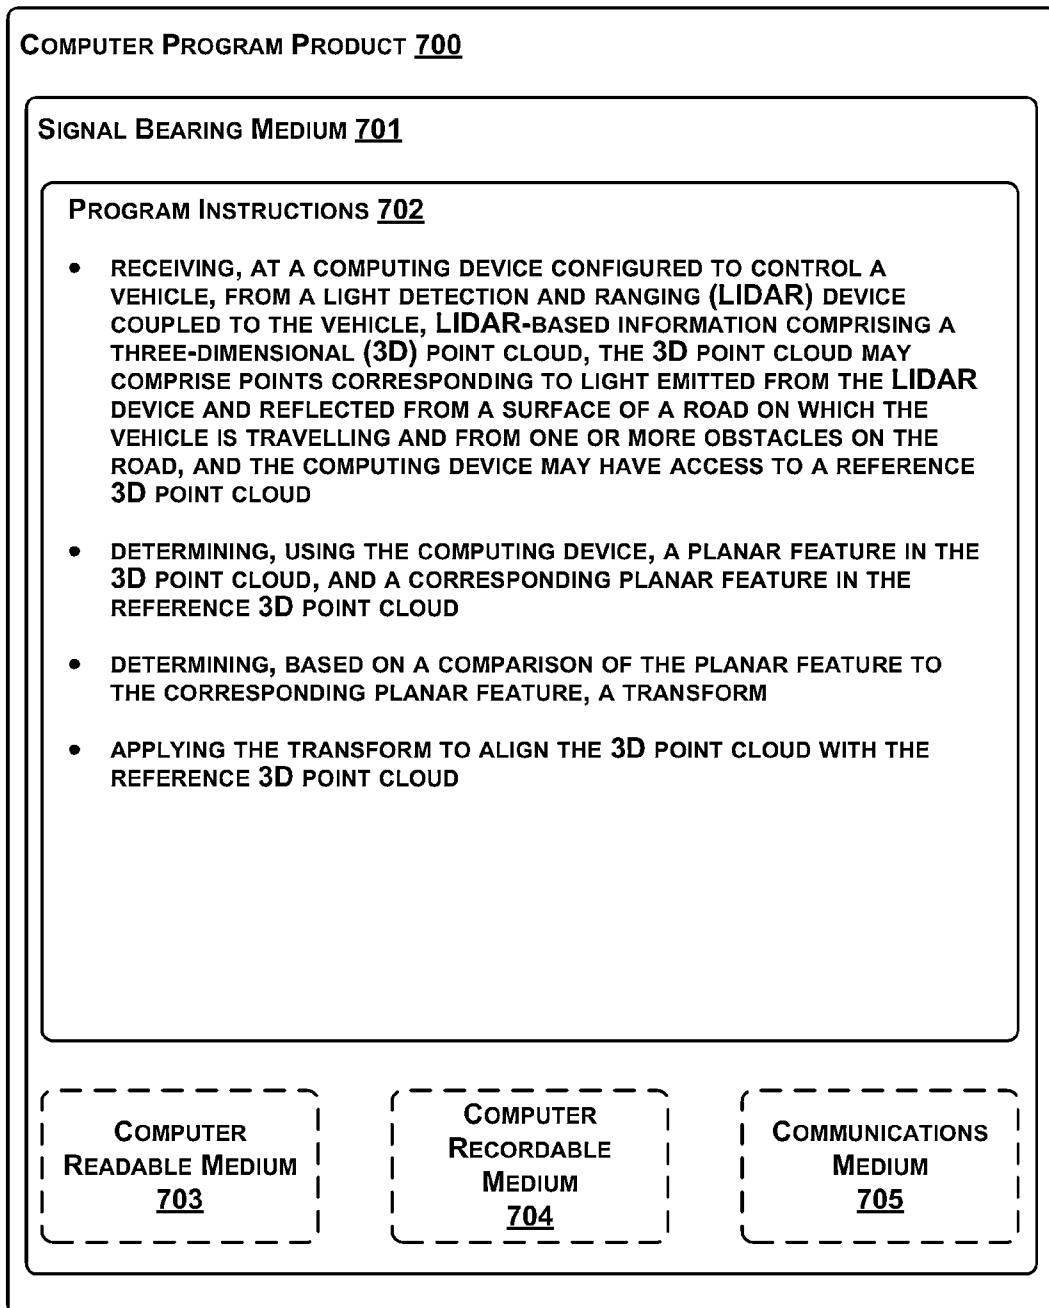 COMPUTER PROGRAM PRODUCT 700
SIGNAL BEARING MEDIUM 701
PROGRAM INSTRUCTIONS 702
• RECEIVING, AT A COMPUTING DEVICE CONFIGURED TO CONTROL A
VEHICLE, FROM A LIGHT DETECTION AND RANGING (LIDAR) DEVICE
COUPLED TO THE VEHICLE, LIDAR-BASED INFORMATION COMPRISING A
THREE-DIMENSIONAL (3D) POINT CLOUD, THE 3D POINT CLOUD MAY
COMPRISE POINTS CORRESPONDING TO LIGHT EMITTED FROM THE LIDAR
DEVICE AND REFLECTED FROM A SURFACE OF A ROAD ON WHICH THE
VEHICLE IS TRAVELLING AND FROM ONE OR MORE OBSTACLES ON THE
ROAD, AND THE COMPUTING DEVICE MAY HAVE ACCESS TO A REFERENCE
3D POINT CLOUD
• DETERMINING, USING THE COMPUTING DEVICE, A PLANAR FEATURE IN THE
3D POINT CLOUD, AND A CORRESPONDING PLANAR FEATURE IN THE
REFERENCE 3D POINT CLOUD
• DETERMINING, BASED ON A COMPARISON OF THE PLANAR FEATURE TO
THE CORRESPONDING PLANAR FEATURE, A TRANSFORM
• APPLYING THE TRANSFORM TO ALIGN THE 3D POINT CLOUD WITH THE
REFERENCE 3D POINT CLOUD
COMPUTER
READABLE MEDIUM
703
COMPUTER
RECORDABLE
MEDIUM
704
COMMUNICATIONS
MEDIUM
705